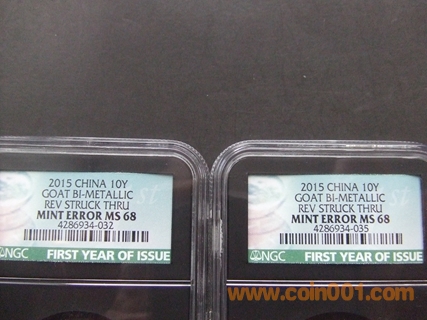 2015 CHINA 10Y
GOAT BI-METALLIC
REV STRUCK THRU
MINT ERROR MS 68
4286934-032
NGC FIRST YEAR OF ISSUE
2015 CHINA 10Y
GOAT BI-METALLIC
REV STRUCK THRU
MINT ERROR MS 68
4286934-035
NGC FIRST YEAR OF ISSUE
www.coin001.com